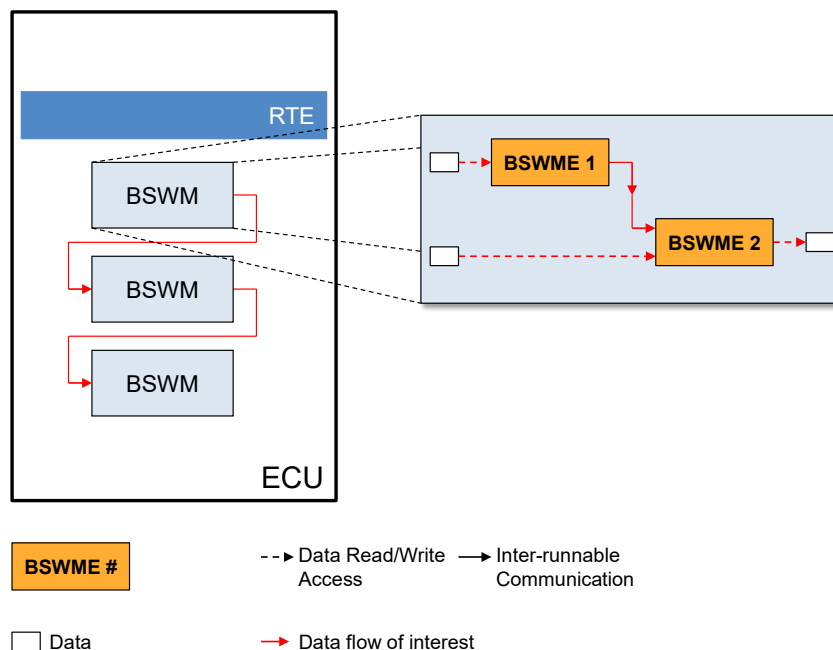 RTE
BSWM
BSWM
BSWM
ECU
BSWME 1
BSWME 2
BSWME #
Data Read/Write
Access
Inter-runnable
Communication
Data
Data flow of interest